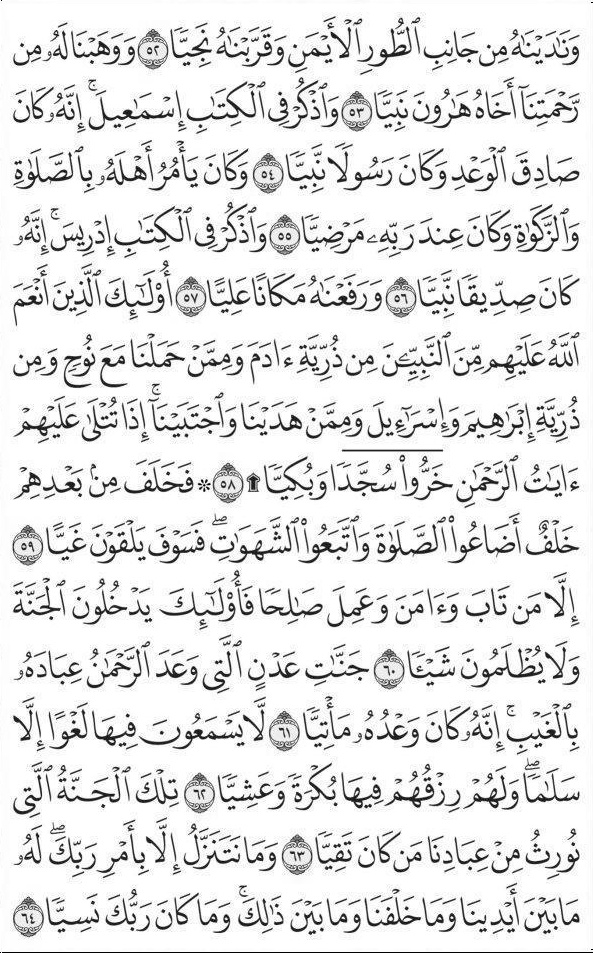 وَنَٰدَيْنَٰهُ مِن جَانِبِ ٱلطُّورِ ٱلْأَيْمَنِ وَقَرَّبْنَٰهُ نَجِيًّا ٥٢ وَوَهَبْنَا لَهُۥ مِن
رَّحْمَتِنَآ أَخَاهُ هَٰرُونَ نَبِيًّا ٥٣ وَٱذْكُرْ فِى ٱلْكِتَٰبِ إِسْمَٰعِيلَ ۚ إِنَّهُۥ كَانَ
صَادِقَ ٱلْوَعْدِ وَكَانَ رَسُولًا نَّبِيًّا ٥٤ وَكَانَ يَأْمُرُ أَهْلَهُۥ بِٱلصَّلَوٰةِ
وَٱلزَّكَوٰةِ وَكَانَ عِندَ رَبِّهِۦ مَرْضِيًّا ٥٥ وَٱذْكُرْ فِى ٱلْكِتَٰبِ إِدْرِيسَ ۚ إِنَّهُۥ
كَانَ صِدِّيقًا نَّبِيًّا ٥٦ وَرَفَعْنَٰهُ مَكَانًا عَلِيًّا ٥٧ أُو۟لَٰٓئِكَ ٱلَّذِينَ أَنْعَمَ
ٱللَّهُ عَلَيْهِم مِّنَ ٱلنَّبِيِّـۧنَ مِن ذُرِّيَّةِ ءَادَمَ وَمِمَّنْ حَمَلْنَا مَعَ نُوحٍ وَمِن
ذُرِّيَّةِ إِبْرَٰهِيمَ وَإِسْرَٰٓءِيلَ وَمِمَّنْ هَدَيْنَا وَٱجْتَبَيْنَآ ۚ إِذَا تُتْلَىٰ عَلَيْهِمْ
ءَايَٰتُ ٱلرَّحْمَٰنِ خَرُّوا۟ سُجَّدًا وَبُكِيًّا ۩ ٥٨ * فَخَلَفَ مِنۢ بَعْدِهِمْ
خَلْفٌ أَضَاعُوا۟ ٱلصَّلَوٰةَ وَٱتَّبَعُوا۟ ٱلشَّهَوَٰتِ ۖ فَسَوْفَ يَلْقَوْنَ غَيًّا ٥٩
إِلَّا مَن تَابَ وَءَامَنَ وَعَمِلَ صَٰلِحًا فَأُو۟لَٰٓئِكَ يَدْخُلُونَ ٱلْجَنَّةَ
وَلَا يُظْلَمُونَ شَيْـًٔا ٦٠ جَنَّٰتِ عَدْنٍ ٱلَّتِى وَعَدَ ٱلرَّحْمَٰنُ عِبَادَهُۥ
بِٱلْغَيْبِ ۚ إِنَّهُۥ كَانَ وَعْدُهُۥ مَأْتِيًّا ٦١ لَّا يَسْمَعُونَ فِيهَا لَغْوًا إِلَّا
سَلَٰمًا ۖ وَلَهُمْ رِزْقُهُمْ فِيهَا بُكْرَةً وَعَشِيًّا ٦٢ تِلْكَ ٱلْجَنَّةُ ٱلَّتِى
نُورِثُ مِنْ عِبَادِنَا مَن كَانَ تَقِيًّا ٦٣ وَمَا نَتَنَزَّلُ إِلَّا بِأَمْرِ رَبِّكَ ۖ لَهُۥ
مَا بَيْنَ أَيْدِينَا وَمَا خَلْفَنَا وَمَا بَيْنَ ذَٰلِكَ ۚ وَمَا كَانَ رَبُّكَ نَسِيًّا ٦٤